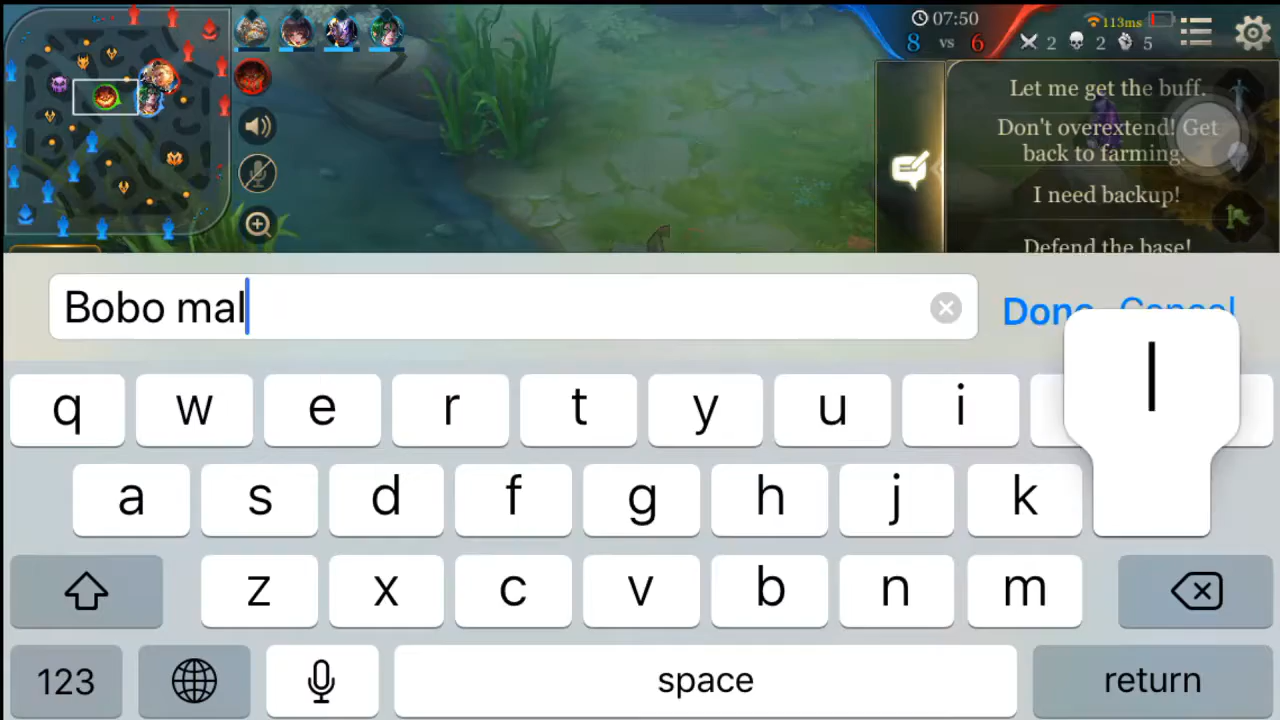 07:50
113ms
8 vs 6
2 2 5
Let me get the buff.
Don't overextend! Get
back to farming.
I need backup!
Defend the base!
Bobo mal
Done Cancel
q w e r t y u i
l
a s d f g h j k
z x c v b n m
123 space return